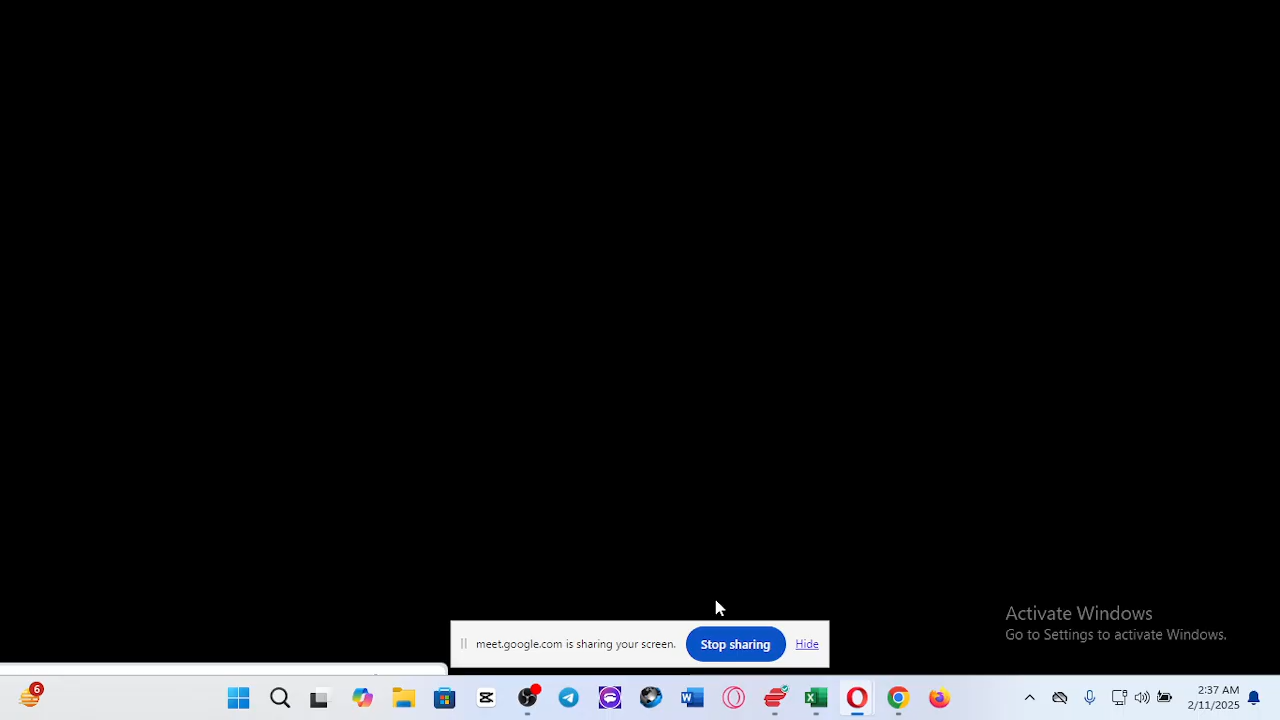 Activate Windows
Go to Settings to activate Windows.
meet.google.com is sharing your screen. Stop sharing Hide
6
2:37 AM
2/11/2025